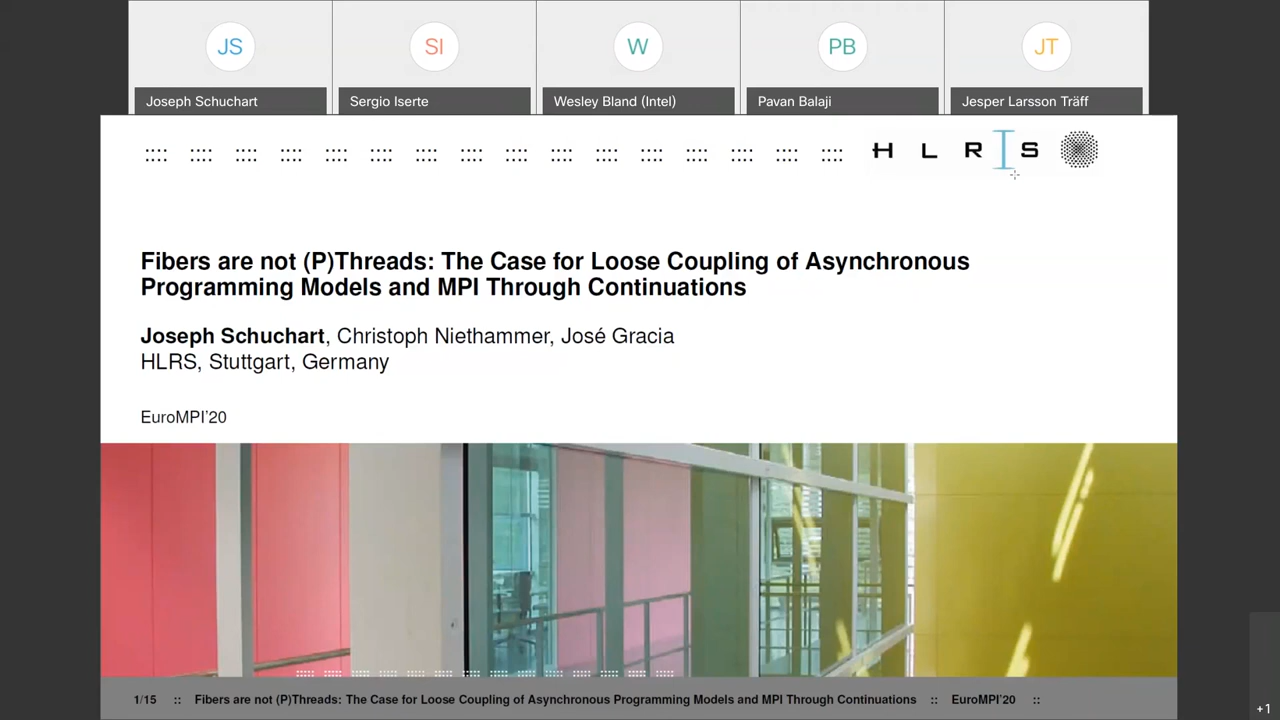 JS
SI
W
PB
JT
Joseph Schuchart
Sergio Iserte
Wesley Bland (Intel)
Pavan Balaji
Jesper Larsson Träff
H L R I S
Fibers are not (P)Threads: The Case for Loose Coupling of Asynchronous
Programming Models and MPI Through Continuations
Joseph Schuchart, Christoph Niethammer, José Gracia
HLRS, Stuttgart, Germany
EuroMPI'20
1/15 :: Fibers are not (P)Threads: The Case for Loose Coupling of Asynchronous Programming Models and MPI Through Continuations :: EuroMPI'20 ::
+1